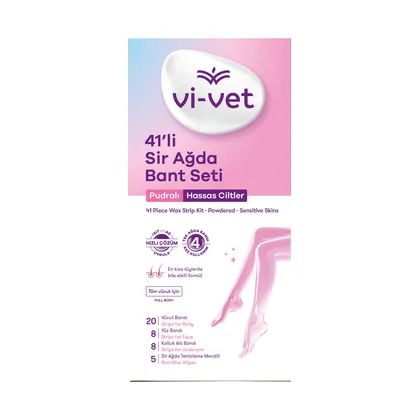 vi-vet
41'li
Sir Ağda
Bant Seti
Pudralı Hassas Ciltler
41 Piece Wax Strip Kit - Powdered - Sensitive Skins
HIZLI ÇÖZÜM
UYGULA
4
En kısa tüylerde
bile etkili formül
Tüm vücut için
FULL BODY
20 Vücut Bandı
Strips for Body
8 Yüz Bandı
Strips for Face
8 Koltuk Altı Bandı
Strips for Underarm
5 Sir Ağda Temizleme Mendili
Post-Wax Wipes